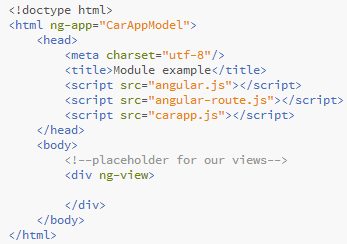 <!doctype html>
<html ng-app="CarAppModel">
<head>
<meta charset="utf-8"/>
<title>Module example</title>
<script src="angular.js"></script>
<script src="angular-route.js"></script>
<script src="carapp.js"></script>
</head>
<body>
<!--placeholder for our views-->
<div ng-view>
</div>
</body>
</html>